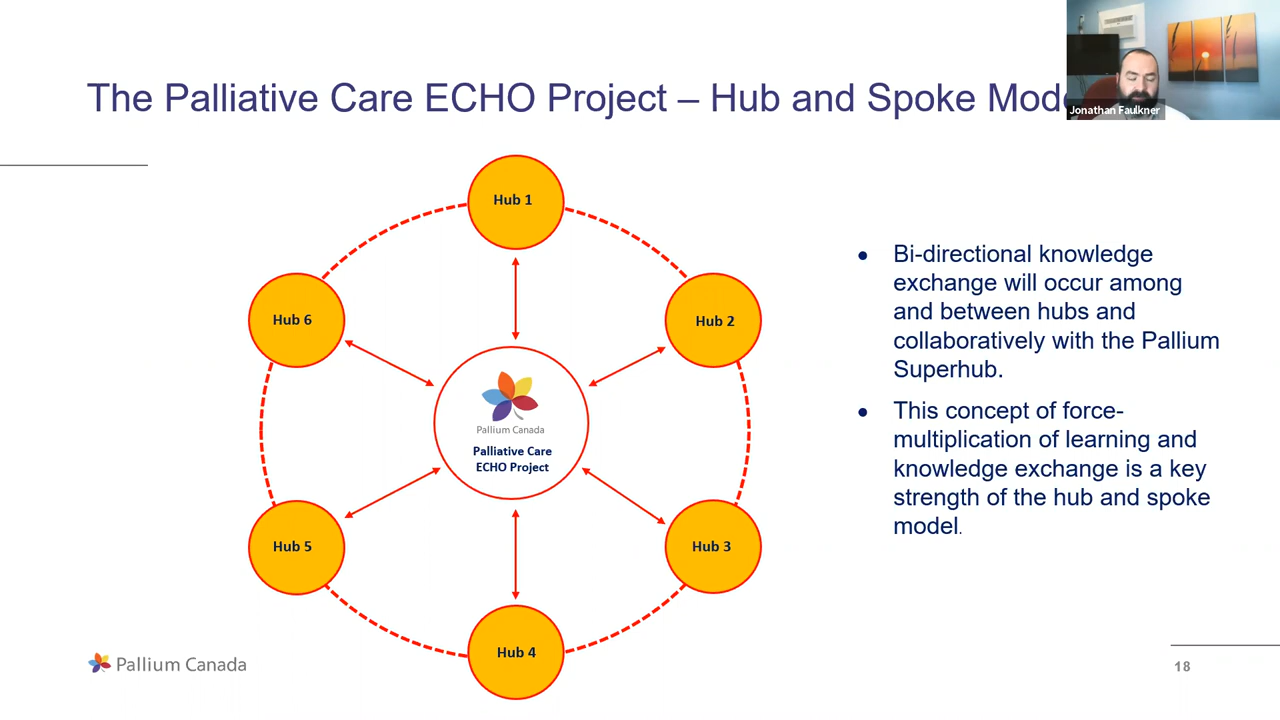 The Palliative Care ECHO Project – Hub and Spoke
Jonathan Faulkner
Hub 1
Hub 6
Hub 2
Pallium Canada
Palliative Care
ECHO Project
Hub 5
Hub 3
Hub 4
● Bi-directional knowledge
exchange will occur among
and between hubs and
collaboratively with the Pallium
Superhub.
● This concept of force-
multiplication of learning and
knowledge exchange is a key
strength of the hub and spoke
model.
Pallium Canada
18